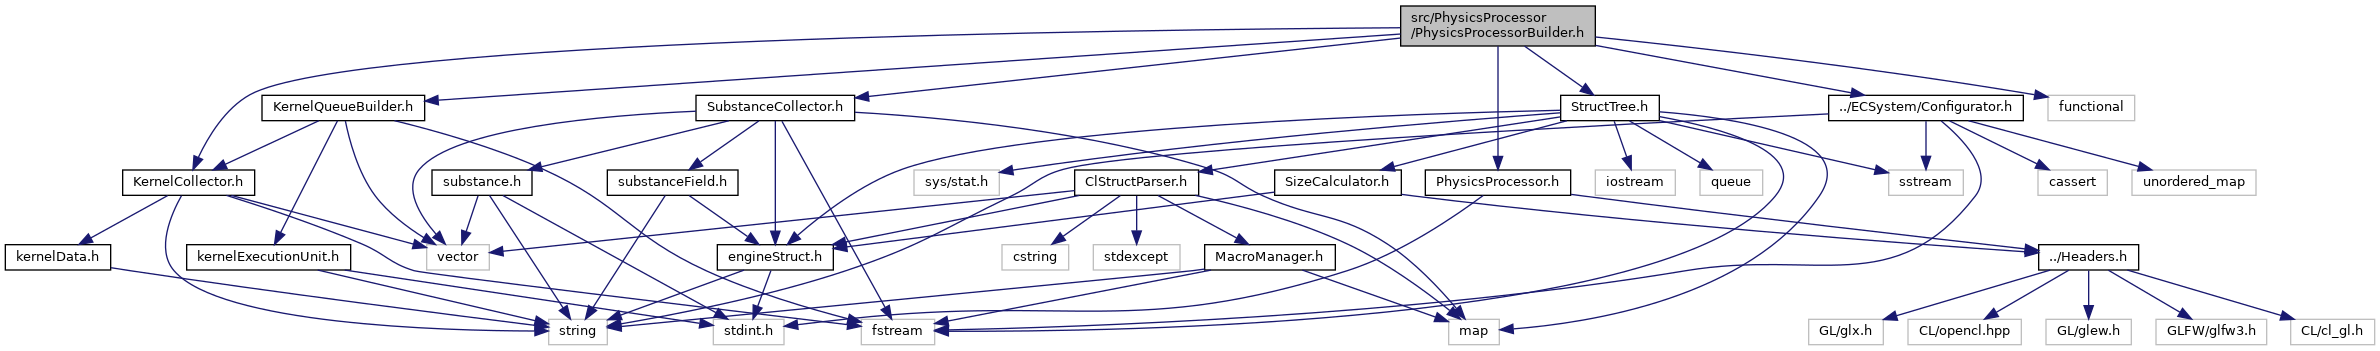 src/PhysicsProcessor
/PhysicsProcessorBuilder.h
KernelQueueBuilder.h
SubstanceCollector.h
StructTree.h
../ECSystem/Configurator.h
functional
KernelCollector.h
substance.h
substanceField.h
sys/stat.h
ClStructParser.h
SizeCalculator.h
PhysicsProcessor.h
iostream
queue
sstream
cassert
unordered_map
kernelData.h
kernelExecutionUnit.h
vector
engineStruct.h
cstring
stdexcept
MacroManager.h
../Headers.h
string
stdint.h
fstream
map
GL/glx.h
CL/opencl.hpp
GL/glew.h
GLFW/glfw3.h
CL/cl_gl.h